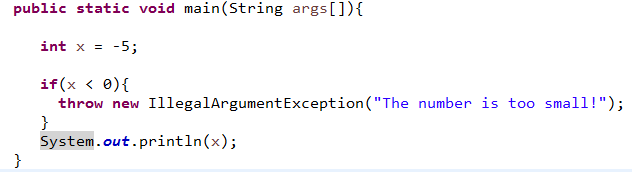 public static void main(String args[]){
int x = -5;
if(x < 0){
throw new IllegalArgumentException("The number is too small!");
}
System.out.println(x);
}